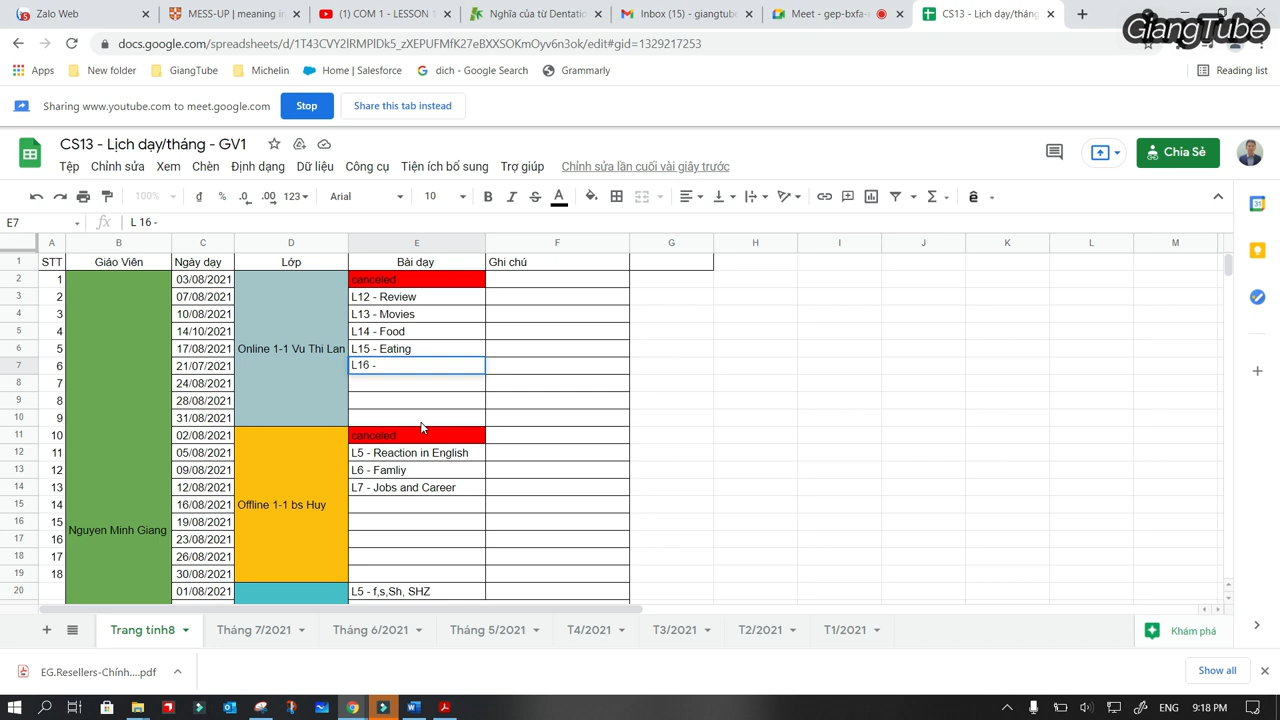 Zalo Web
MESS-UP | meaning in
(1) COM 1 - LESSON
Nghĩa của từ Dentatio
Inbox (15) - giangtube
Meet - gep-bxfa-
CS13 - Lịch dạy/tháng
GiangTube
docs.google.com/spreadsheets/d/1T43CVY2lRMPlDk5_zXEPUFMfK27eQXXSOKmOyv6n3ok/edit#gid=1329217253
Apps
New folder
GiangTube
Michelin
Home | Salesforce
dich - Google Search
Grammarly
Reading list
Sharing www.youtube.com to meet.google.com
Stop
Share this tab instead
CS13 - Lịch dạy/tháng - GV1
Tệp Chỉnh sửa Xem Chèn Định dạng Dữ liệu Công cụ Tiện ích bổ sung Trợ giúp Chỉnh sửa lần cuối vài giây trước
Chia Sẻ
100% ₫ % .0 .00 123 Arial 10 B I S A
E7 fx L 16 -
A B C D E F G H I J K L M
1 STT Giáo Viên Ngày dạy Lớp Bài dạy Ghi chú
2 1 03/08/2021 canceled
3 2 07/08/2021 L12 - Review
4 3 10/08/2021 L13 - Movies
5 4 14/10/2021 L14 - Food
6 5 17/08/2021 Online 1-1 Vu Thi Lan L15 - Eating
7 6 21/07/2021 L16 -
8 7 24/08/2021
9 8 28/08/2021
10 9 31/08/2021
11 10 02/08/2021 canceled
12 11 05/08/2021 L5 - Reaction in English
13 12 09/08/2021 L6 - Famliy
14 13 12/08/2021 L7 - Jobs and Career
15 14 16/08/2021 Offline 1-1 bs Huy
16 15 Nguyen Minh Giang 19/08/2021
17 16 23/08/2021
18 17 26/08/2021
19 18 30/08/2021
20 01/08/2021 L5 - f,s,Sh, SHZ
Trang tính8 Tháng 7/2021 Tháng 6/2021 Tháng 5/2021 T4/2021 T3/2021 T2/2021 T1/2021
Khám phá
EG.Resellers-Chính....pdf
Show all
ENG 9:18 PM